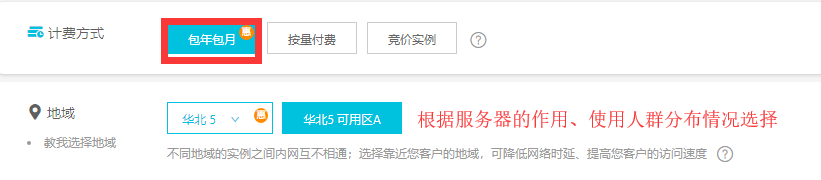 计费方式
包年包月 惠
按量付费
竞价实例
?
地域
华北 5 惠
华北5 可用区A
根据服务器的作用、使用人群分布情况选择
教我选择地域
不同地域的实例之间内网互不相通；选择靠近您客户的地域，可降低网络时延、提高您客户的访问速度 ?